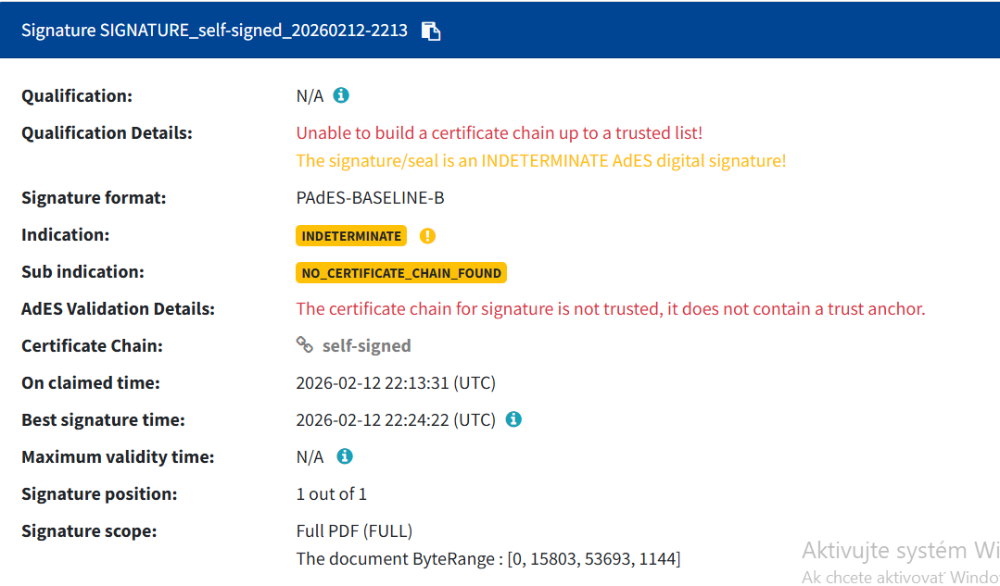 Signature SIGNATURE_self-signed_20260212-2213
Qualification: N/A
Qualification Details: Unable to build a certificate chain up to a trusted list!
The signature/seal is an INDETERMINATE AdES digital signature!
Signature format: PAdES-BASELINE-B
Indication: INDETERMINATE
Sub indication: NO_CERTIFICATE_CHAIN_FOUND
AdES Validation Details: The certificate chain for signature is not trusted, it does not contain a trust anchor.
Certificate Chain: self-signed
On claimed time: 2026-02-12 22:13:31 (UTC)
Best signature time: 2026-02-12 22:24:22 (UTC)
Maximum validity time: N/A
Signature position: 1 out of 1
Signature scope: Full PDF (FULL)
The document ByteRange : [0, 15803, 53693, 1144]
Aktivujte systém Wi
Ak chcete aktivovať Windo